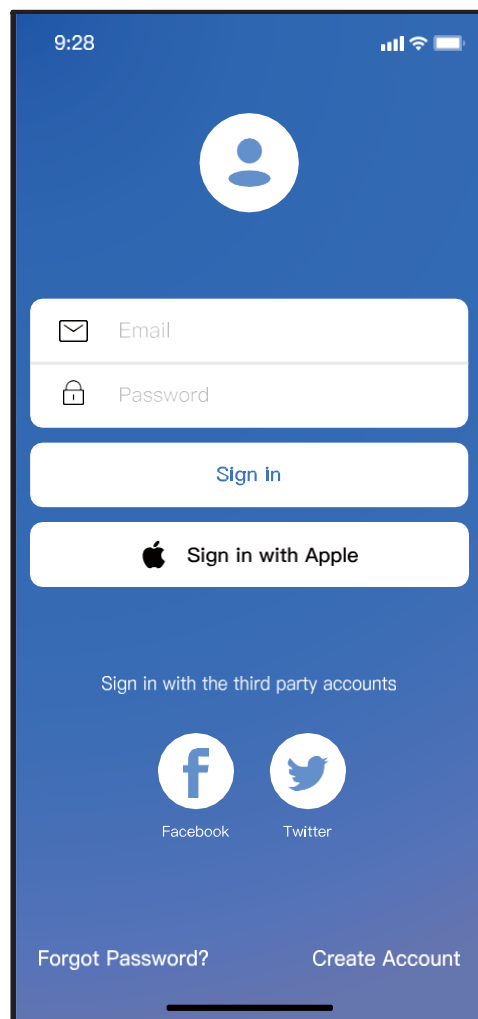 9:28
Email
Password
Sign in
Sign in with Apple
Sign in with the third party accounts
Facebook
Twitter
Forgot Password?
Create Account